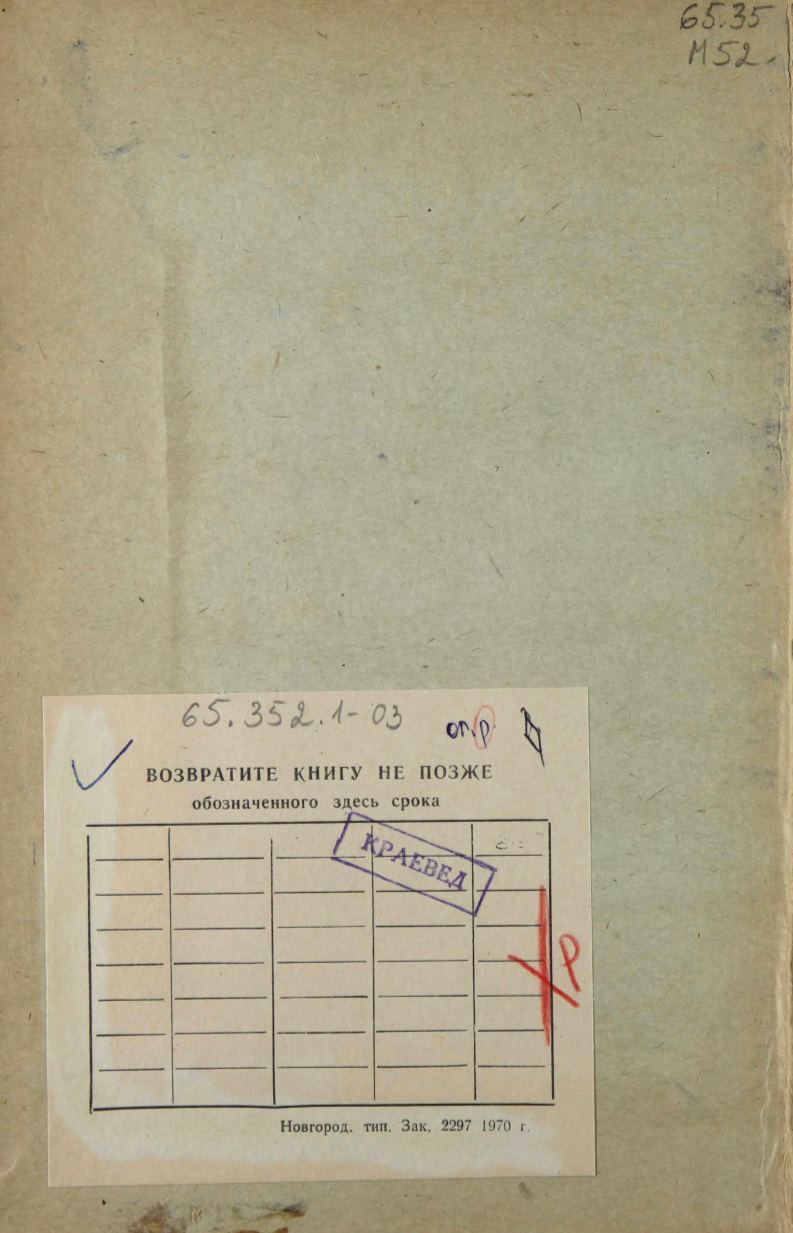 65.35
М52.
65.352.1-03
ВОЗВРАТИТЕ КНИГУ НЕ ПОЗЖЕ
обозначенного здесь срока
КРАЕВЕД
Новгород. тип. Зак. 2297 1970 г.